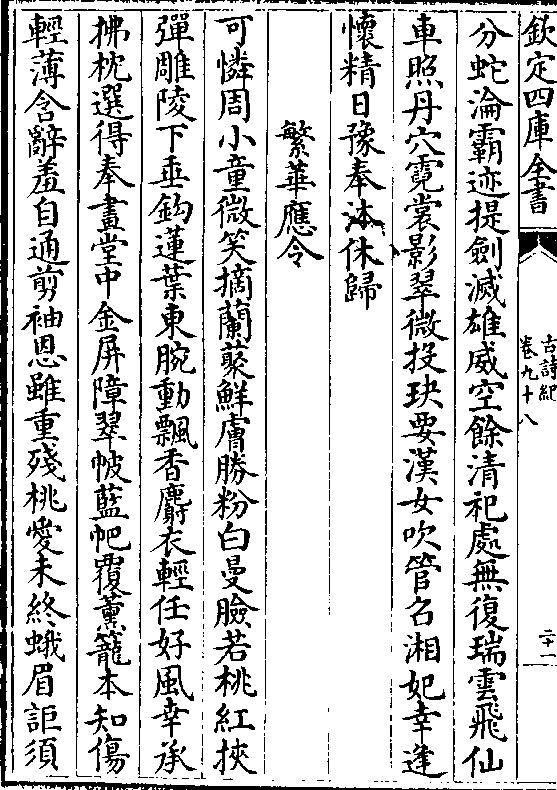 欽定四庫全書
古詩紀
卷九十八
二十一
分蛇淪霸迹提劍滅雄威空餘清祀處無復瑞雲飛仙
車照丹穴霓裳影翠微投玦要漢女吹管召湘妃幸逢
懷精日豫奉沐休歸
繁華應令
可憐周小童微笑摘蘭藂鮮膚勝粉白曼臉若桃紅挾
彈雕陵下垂鈎蓮葉東腕動飄香麝衣輕任好風幸承
拂枕選得奉畫堂中金屏障翠帔藍帊覆薰籠本知傷
輕薄含辭羞自通剪袖恩雖重殘桃愛未終蛾眉詎須